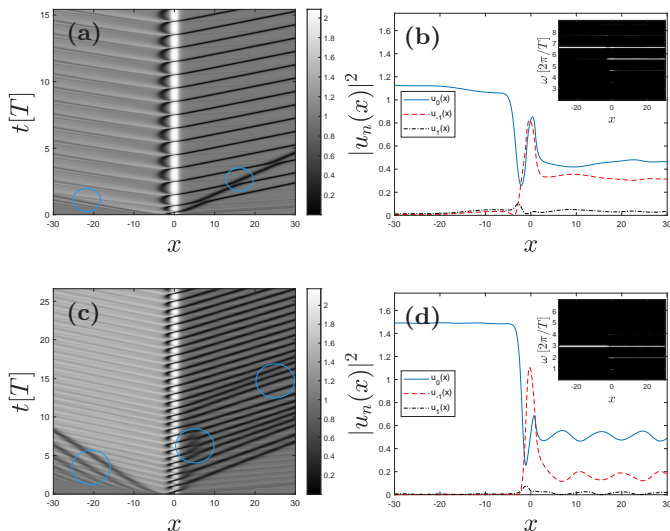 (a)
t[T]
15
10
5
0
-30 -20 -10 0 10 20 30
x
2
1.8
1.6
1.4
1.2
1
0.8
0.6
0.4
0.2
(b)
|u_n(x)|^2
1.6
1.4
1.2
1
0.8
0.6
0.4
0.2
0
-30 -20 -10 0 10 20 30
x
u_0(x)
u_-1(x)
u_1(x)
ω[2π/T]
8
7
6
5
4
3
-20 0 20
x
(c)
t[T]
25
20
15
10
5
0
-30 -20 -10 0 10 20 30
x
2
1.8
1.6
1.4
1.2
1
0.8
0.6
0.4
0.2
(d)
|u_n(x)|^2
1.6
1.4
1.2
1
0.8
0.6
0.4
0.2
0
-30 -20 -10 0 10 20 30
x
u_0(x)
u_-1(x)
u_1(x)
ω[2π/T]
6
5
4
3
2
1
-20 0 20
x